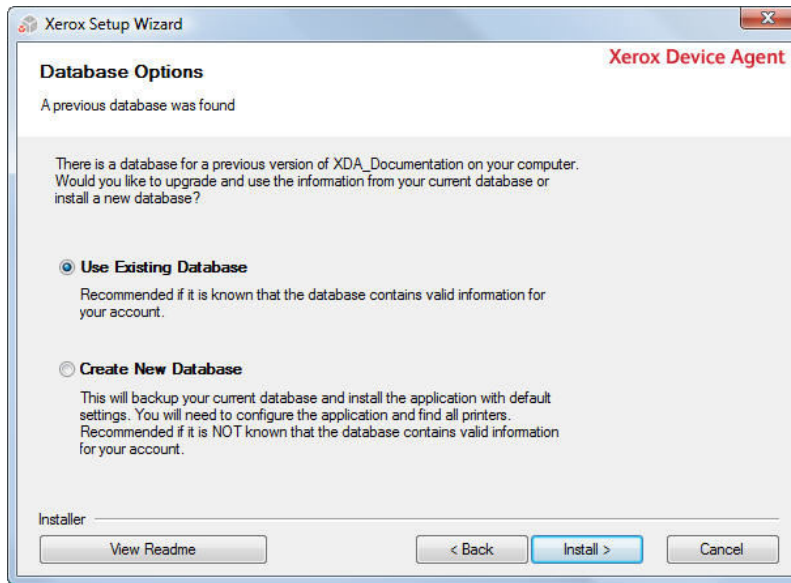 Xerox Setup Wizard
Xerox Device Agent
Database Options
A previous database was found
There is a database for a previous version of XDA_Documentation on your computer.
Would you like to upgrade and use the information from your current database or
install a new database?
Use Existing Database
Recommended if it is known that the database contains valid information for
your account.
Create New Database
This will backup your current database and install the application with default
settings. You will need to configure the application and find all printers.
Recommended if it is NOT known that the database contains valid information
for your account.
Installer
View Readme
< Back
Install >
Cancel